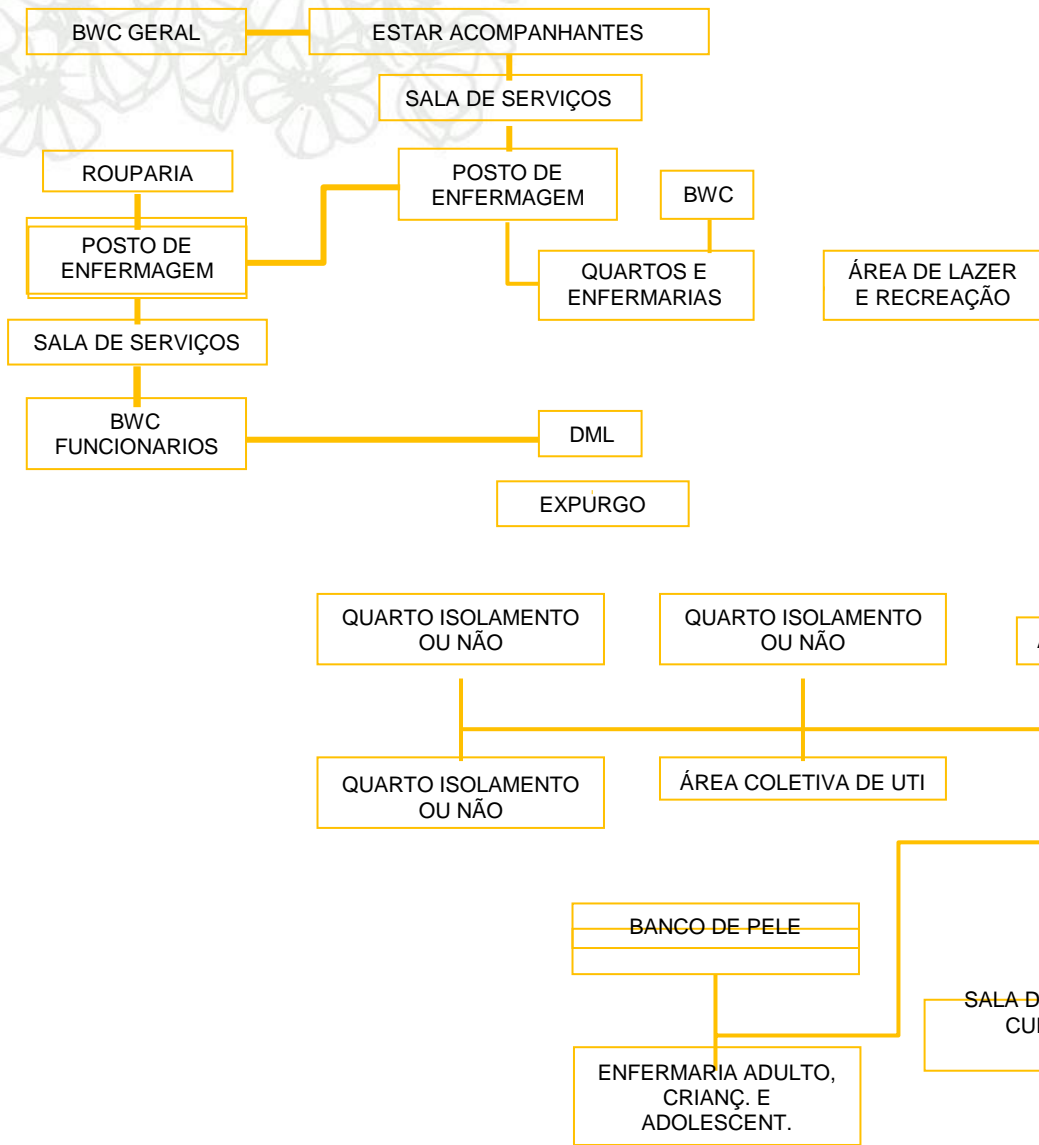 BWC GERAL
ESTAR ACOMPANHANTES
SALA DE SERVIÇOS
ROUPARIA
POSTO DE
ENFERMAGEM
BWC
POSTO DE
ENFERMAGEM
QUARTOS E
ENFERMARIAS
ÁREA DE LAZER
E RECREAÇÃO
SALA DE SERVIÇOS
BWC
FUNCIONARIOS
DML
EXPURGO
QUARTO ISOLAMENTO
OU NÃO
QUARTO ISOLAMENTO
OU NÃO
QUARTO ISOLAMENTO
OU NÃO
ÁREA COLETIVA DE UTI
BANCO DE PELE
SALA
ENFERMARIA ADULTO,
CRIANÇ. E
ADOLESCENT.